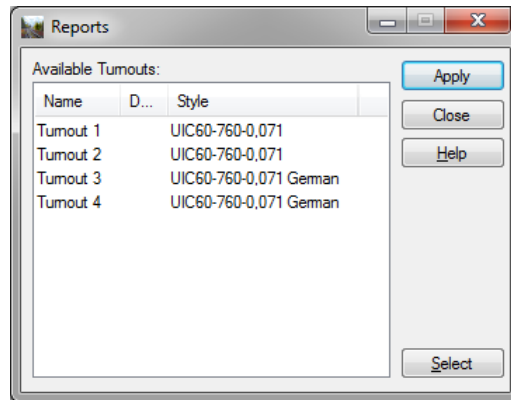 Reports
Available Turnouts:
Apply
Name D... Style
Close
Turnout 1 UIC60-760-0,071
Turnout 2 UIC60-760-0,071
Help
Turnout 3 UIC60-760-0,071 German
Turnout 4 UIC60-760-0,071 German
Select